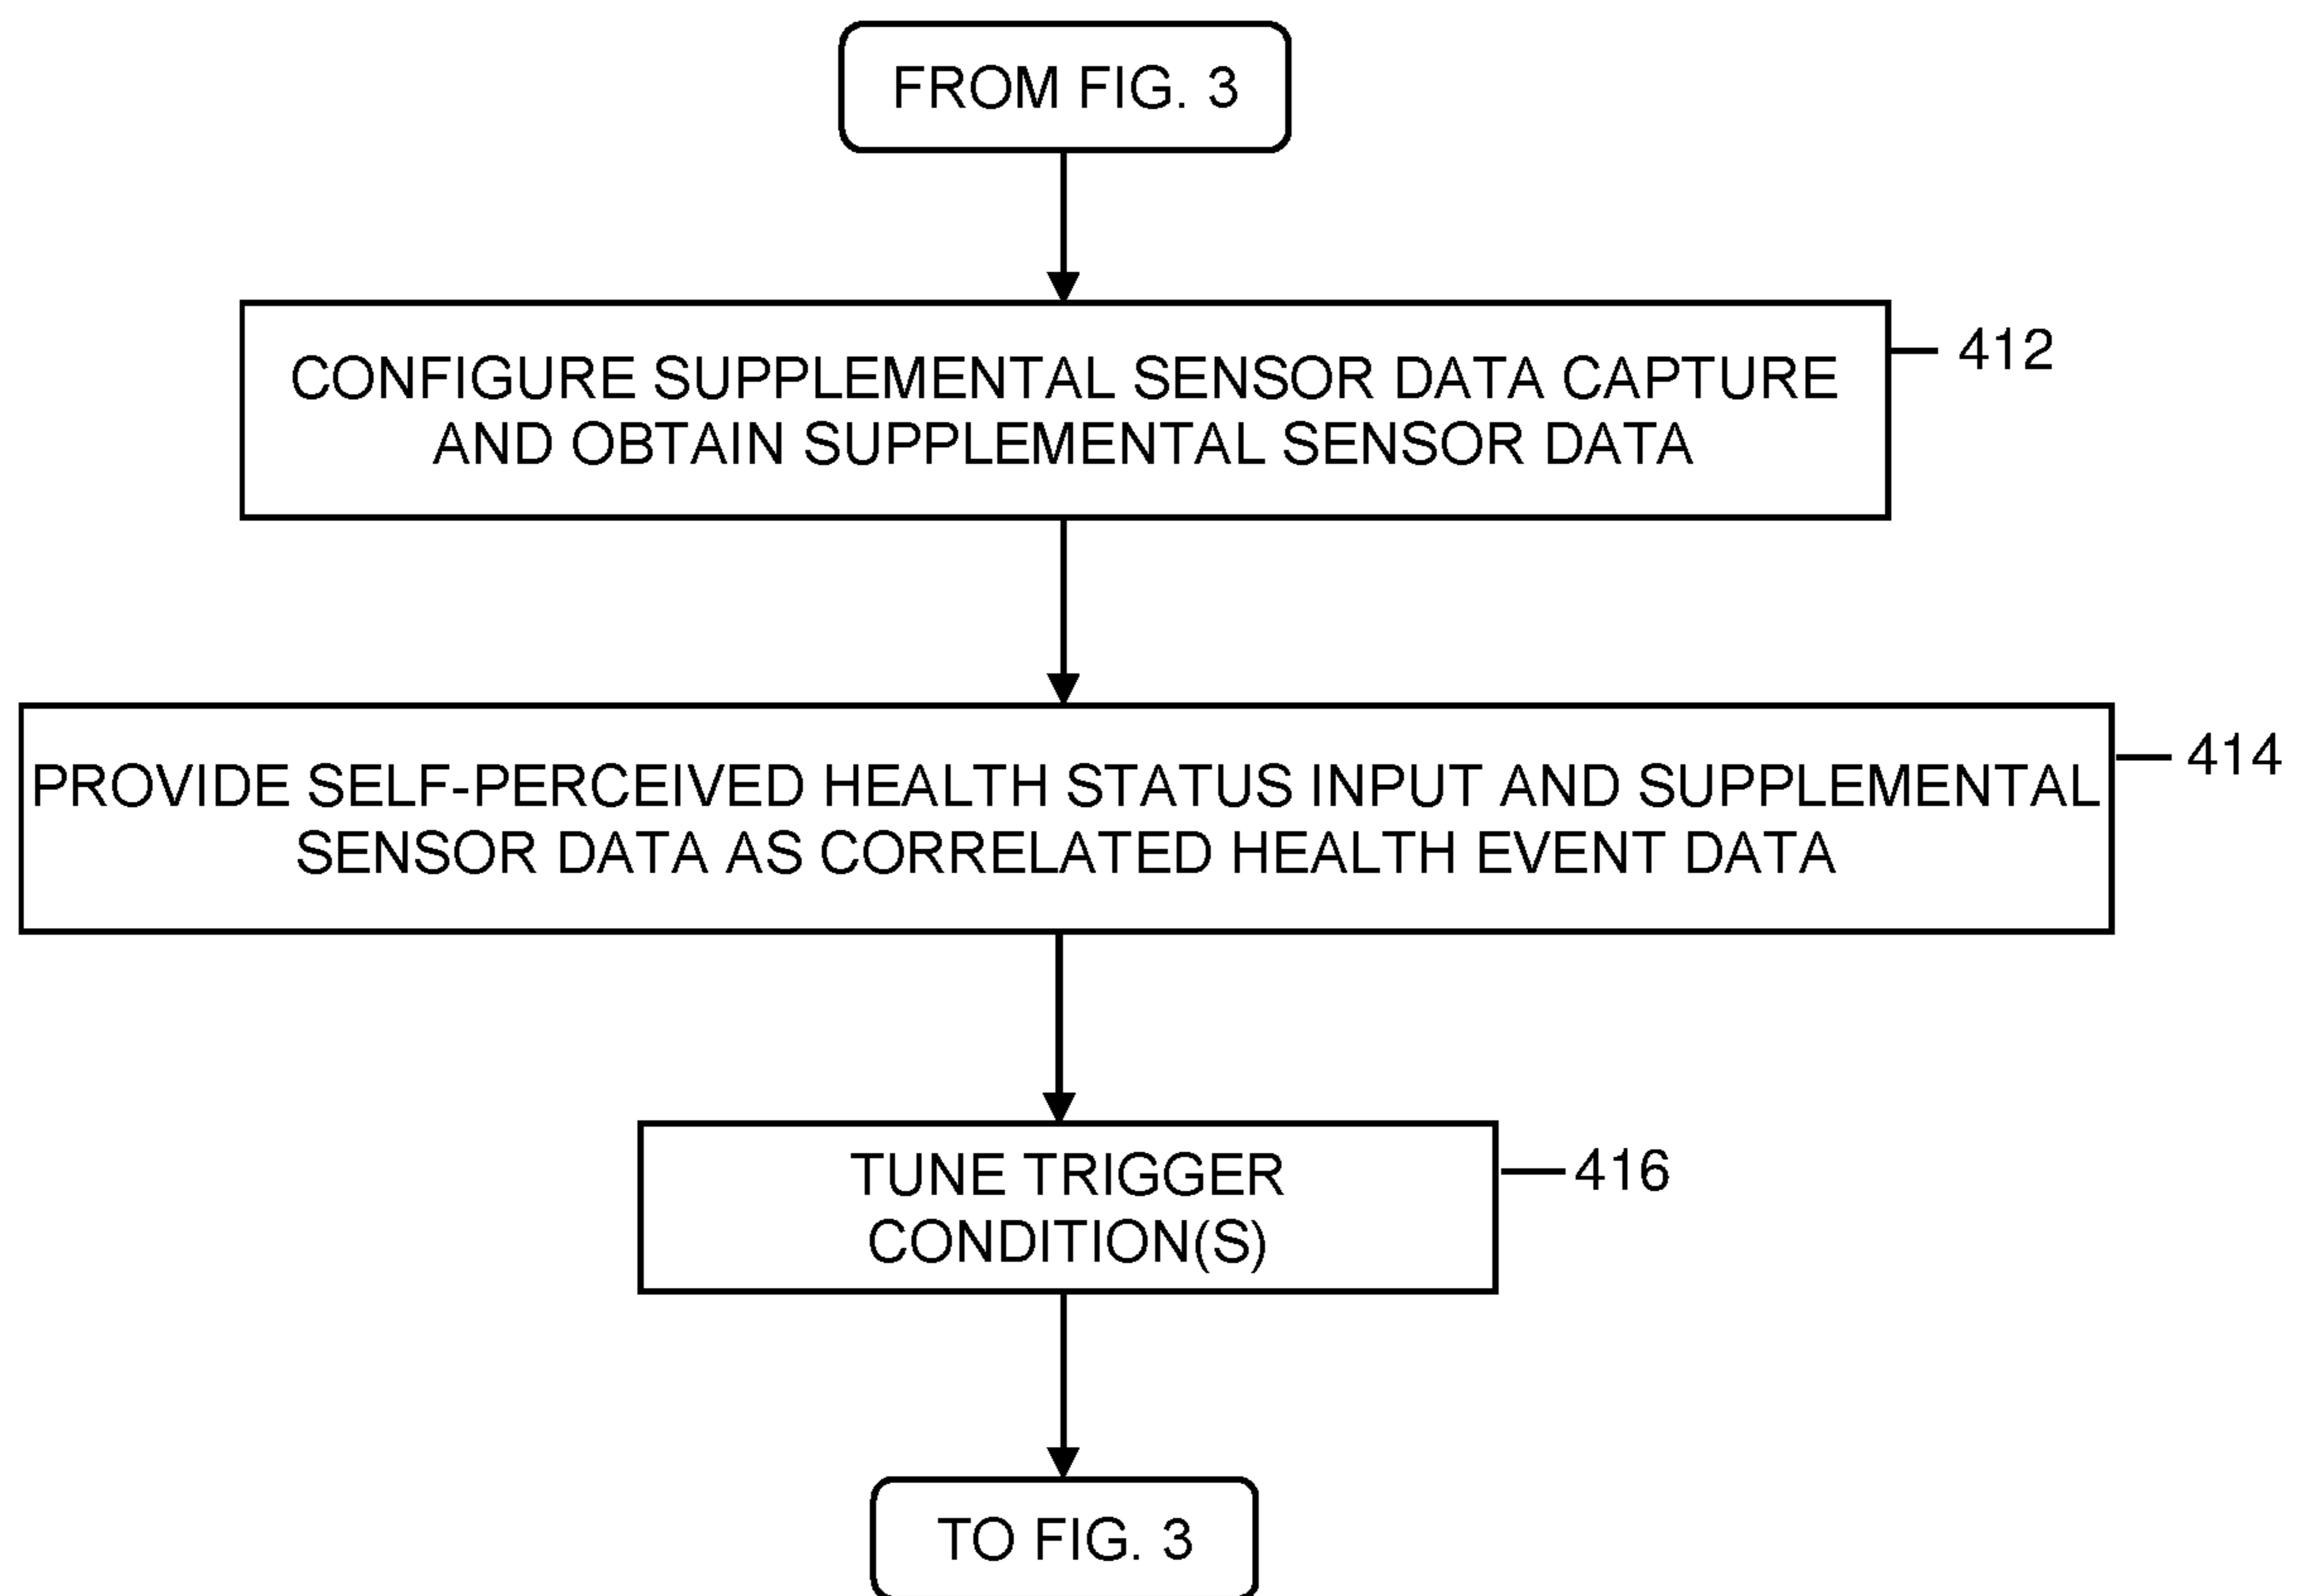 FROM FIG. 3
CONFIGURE SUPPLEMENTAL SENSOR DATA CAPTURE
AND OBTAIN SUPPLEMENTAL SENSOR DATA
412
PROVIDE SELF-PERCEIVED HEALTH STATUS INPUT AND SUPPLEMENTAL
SENSOR DATA AS CORRELATED HEALTH EVENT DATA
414
TUNE TRIGGER
CONDITION(S)
416
TO FIG. 3